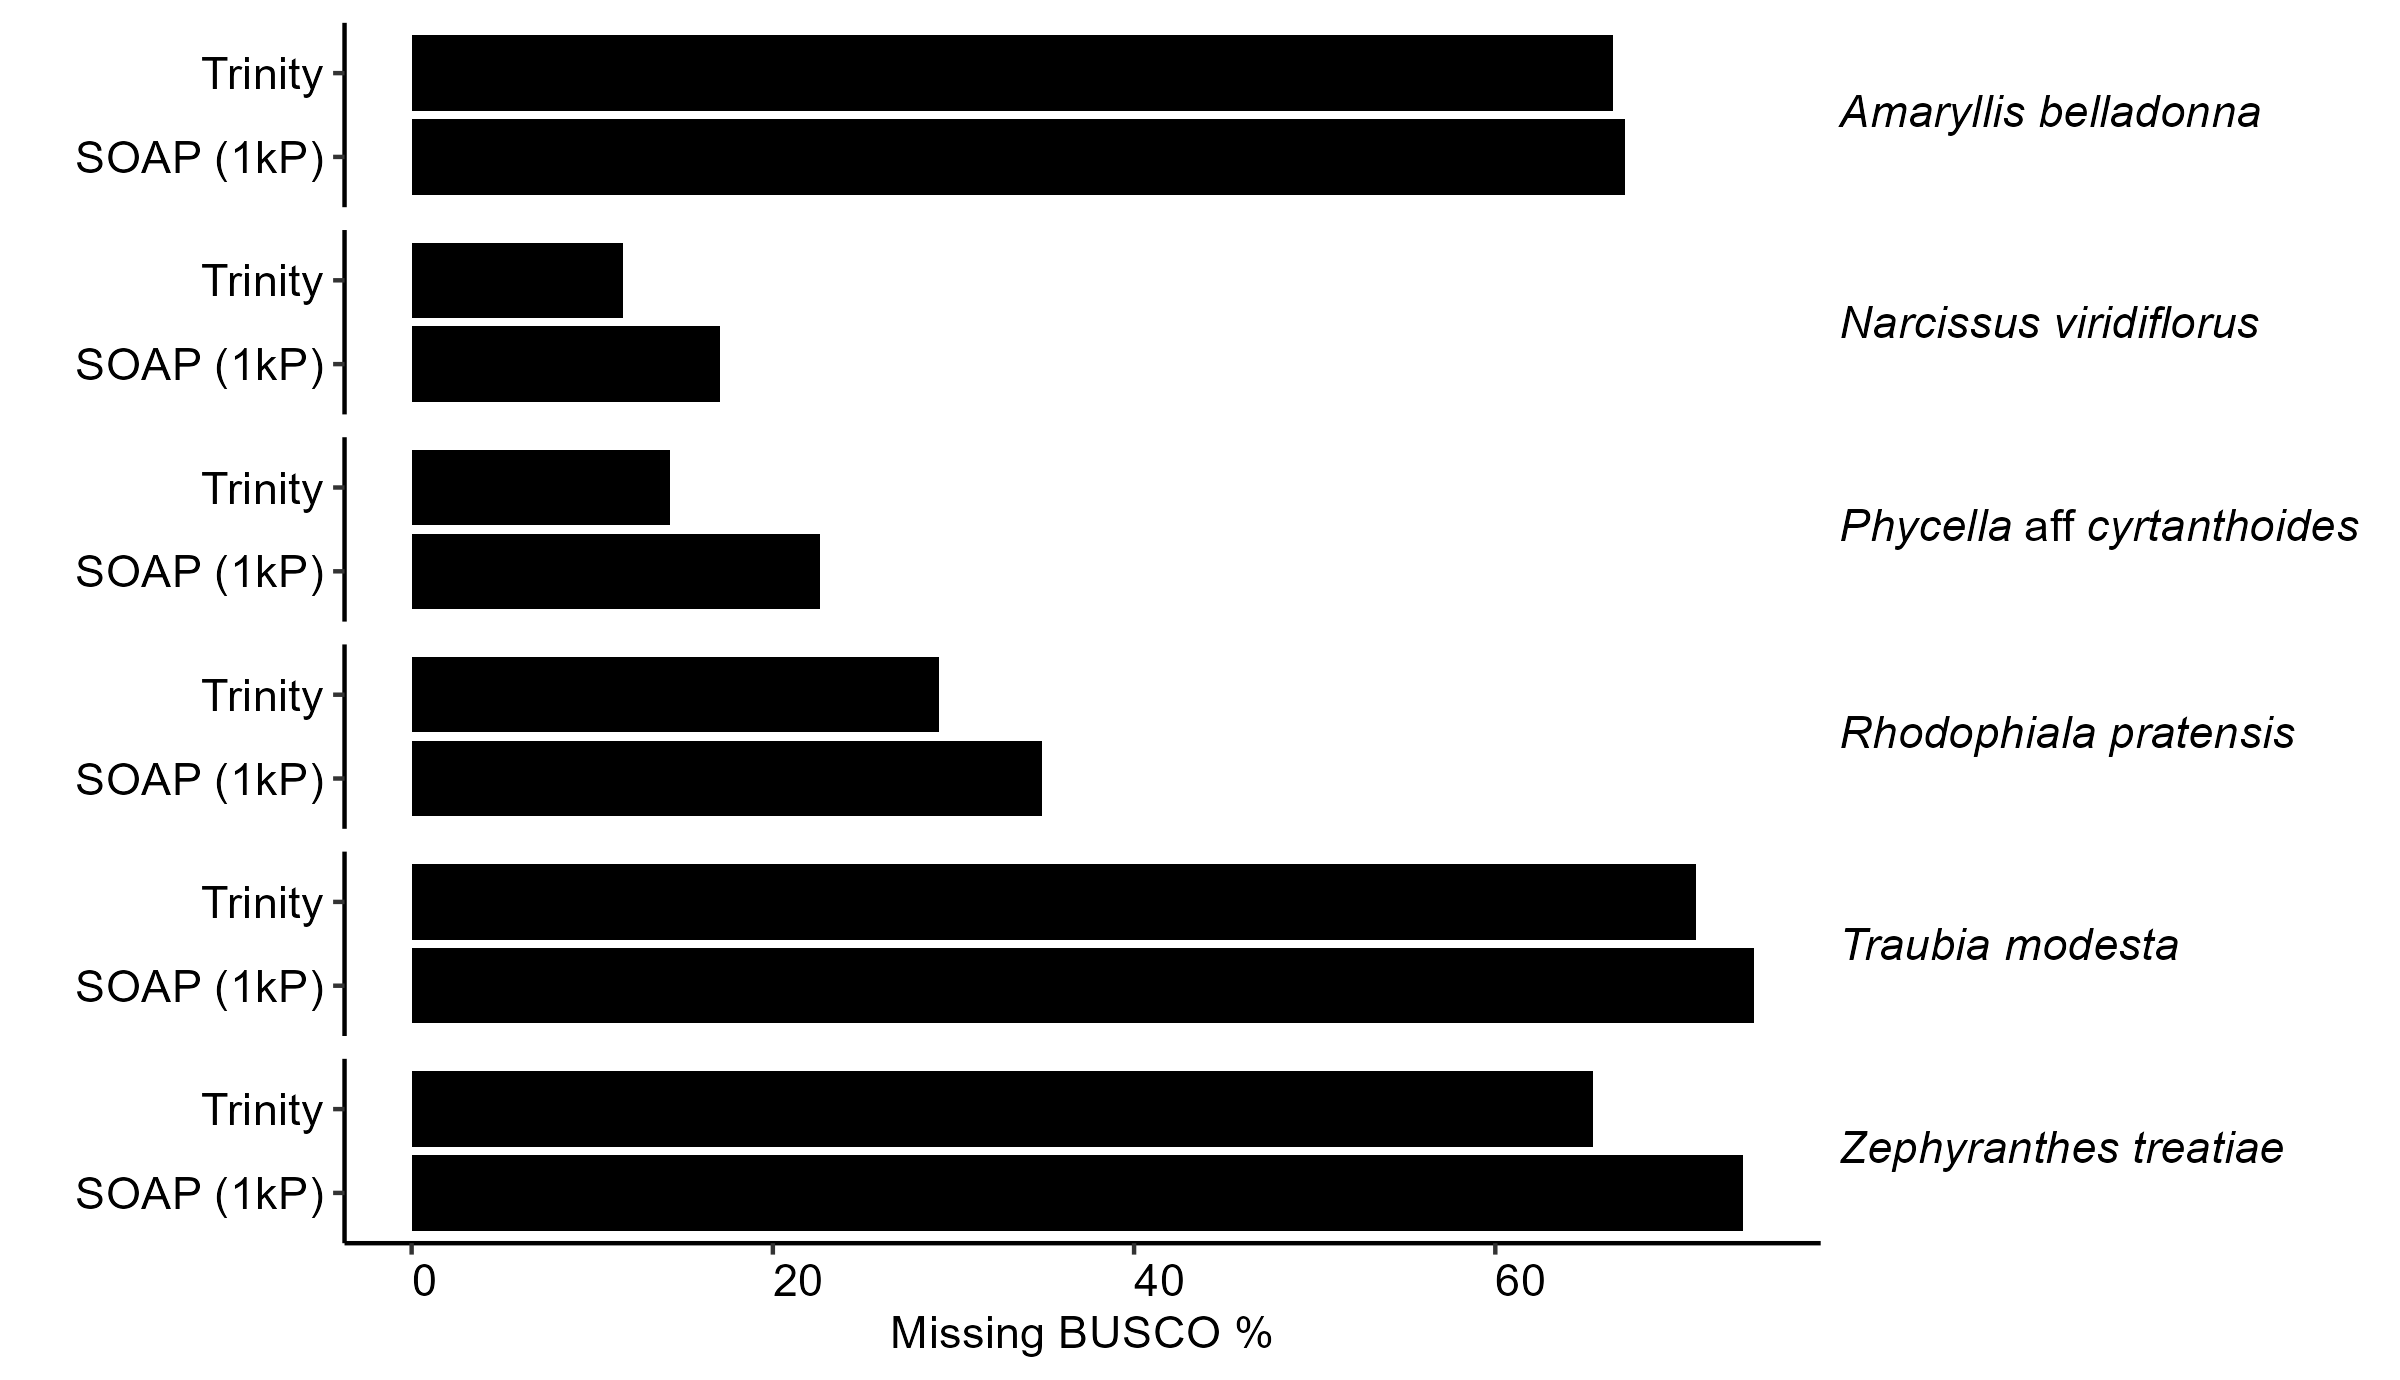 Trinity
SOAP (1kP)
Amaryllis belladonna
Trinity
SOAP (1kP)
Narcissus viridiflorus
Trinity
SOAP (1kP)
Phycella aff cyrtanthoides
Trinity
SOAP (1kP)
Rhodophiala pratensis
Trinity
SOAP (1kP)
Traubia modesta
Trinity
SOAP (1kP)
Zephyranthes treatiae
0 20 40 60
Missing BUSCO %